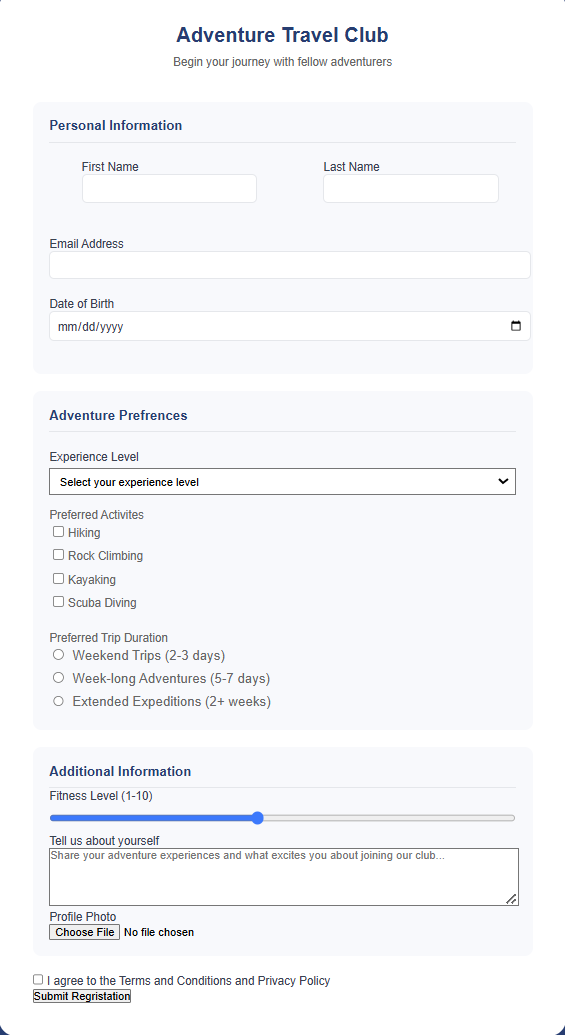 Adventure Travel Club
Begin your journey with fellow adventurers
Personal Information
First Name Last Name
Email Address
Date of Birth
mm/dd/yyyy
Adventure Prefrences
Experience Level
Select your experience level
Preferred Activites
Hiking
Rock Climbing
Kayaking
Scuba Diving
Preferred Trip Duration
Weekend Trips (2-3 days)
Week-long Adventures (5-7 days)
Extended Expeditions (2+ weeks)
Additional Information
Fitness Level (1-10)
Tell us about yourself
Share your adventure experiences and what excites you about joining our club...
Profile Photo
Choose File No file chosen
I agree to the Terms and Conditions and Privacy Policy
Submit Regristation